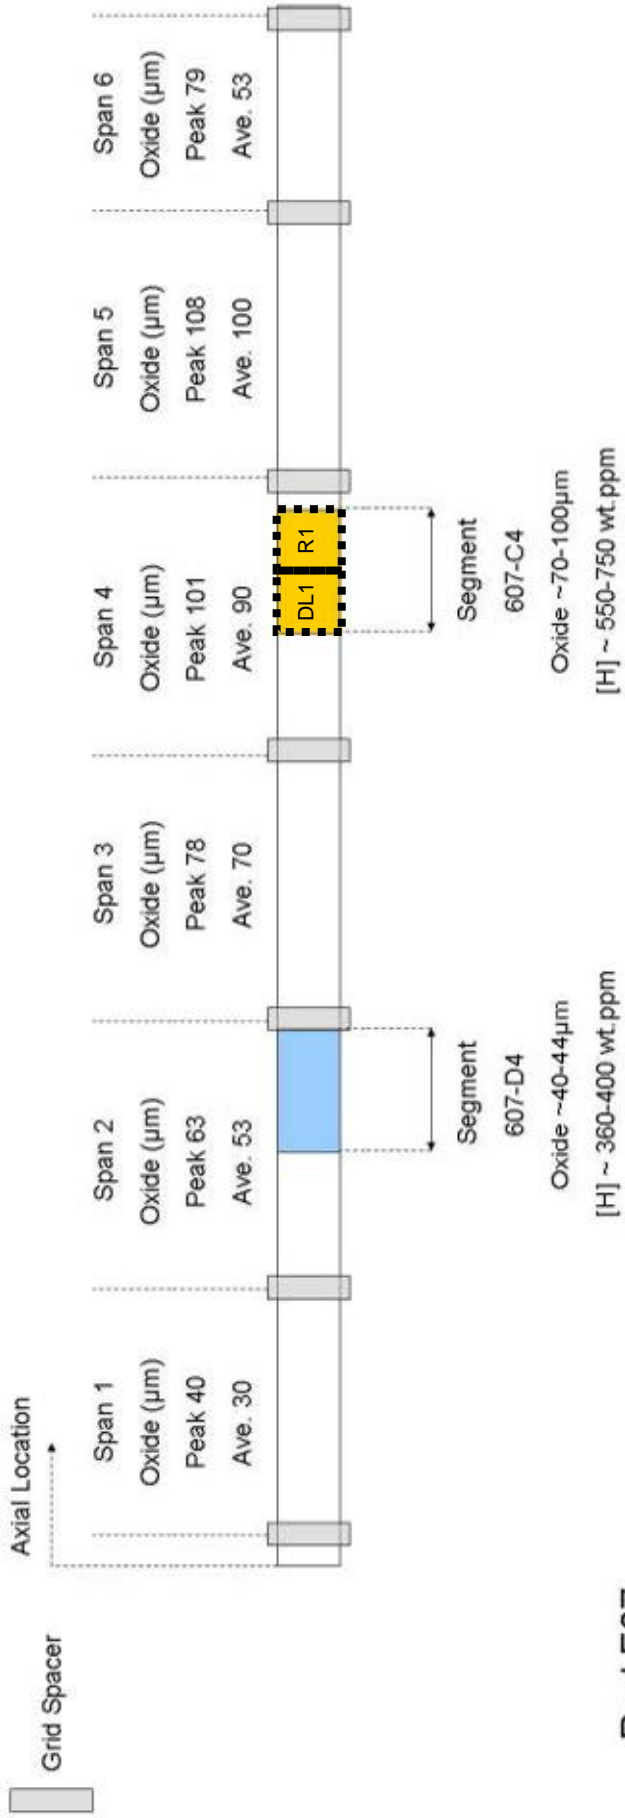 Grid Spacer
Axial Location
Span 1
Oxide (µm)
Peak 40
Ave. 30
Span 2
Oxide (µm)
Peak 63
Ave. 53
Span 3
Oxide (µm)
Peak 78
Ave. 70
Span 4
Oxide (µm)
Peak 101
Ave. 90
Span 5
Oxide (µm)
Peak 108
Ave. 100
Span 6
Oxide (µm)
Peak 79
Ave. 53
DL1
R1
Segment
607-D4
Oxide ~40-44µm
[H] ~ 360-400 wt.ppm
Segment
607-C4
Oxide ~70-100µm
[H] ~ 550-750 wt.ppm